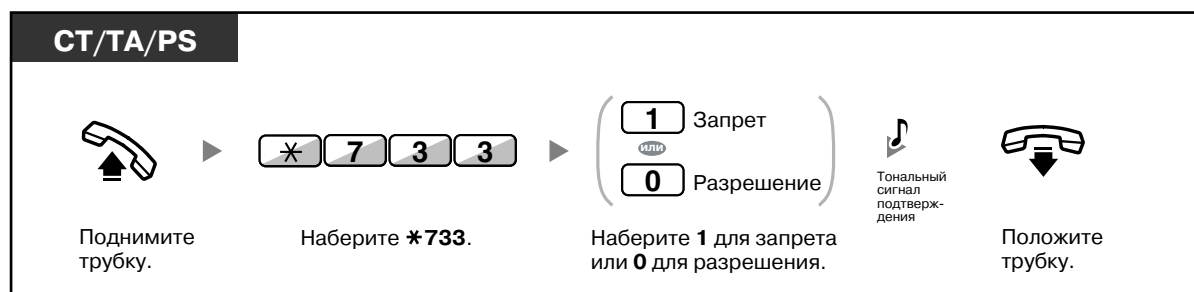 CT/TA/PS
✳ 7 3 3
1 Запрет
или
0 Разрешение
Тональный
сигнал
подтверж-
дения
Поднимите
трубку.
Наберите ✳733.
Наберите 1 для запрета
или 0 для разрешения.
Положите
трубку.